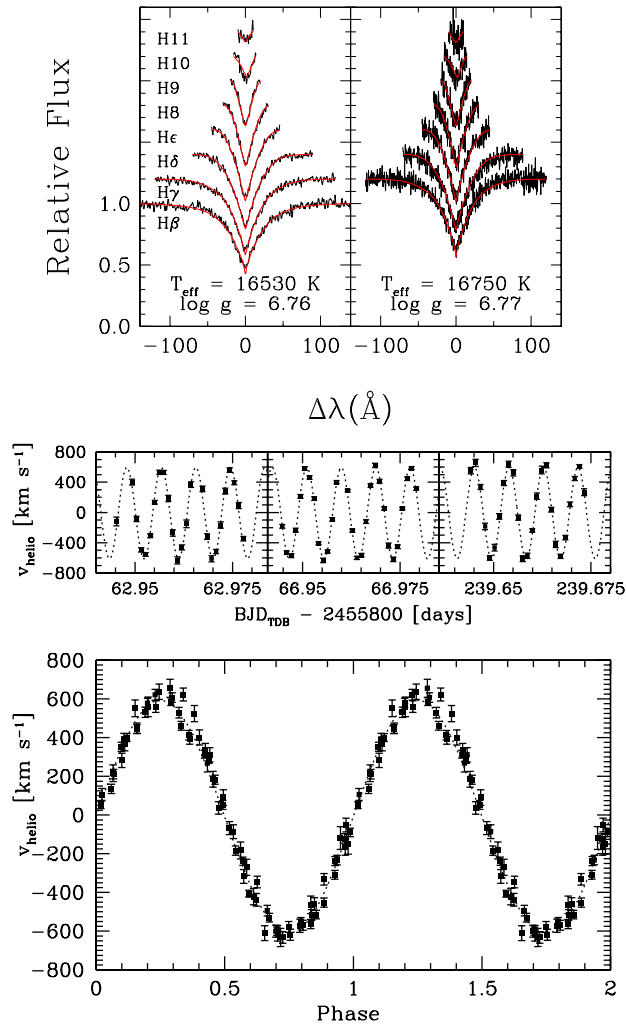 Relative Flux
H11
H10
H9
H8
Hϵ
Hδ
Hγ
Hβ
1.0
0.5
0.0
T_eff = 16530 K
log g = 6.76
T_eff = 16750 K
log g = 6.77
−100 0 100 −100 0 100
Δλ(Å)
v_helio [km s⁻¹]
800
400
0
−400
−800
62.95 62.975 66.95 66.975 239.65 239.675
BJD_TDB − 2455800 [days]
v_helio [km s⁻¹]
800
600
400
200
0
−200
−400
−600
−800
0 0.5 1 1.5 2
Phase